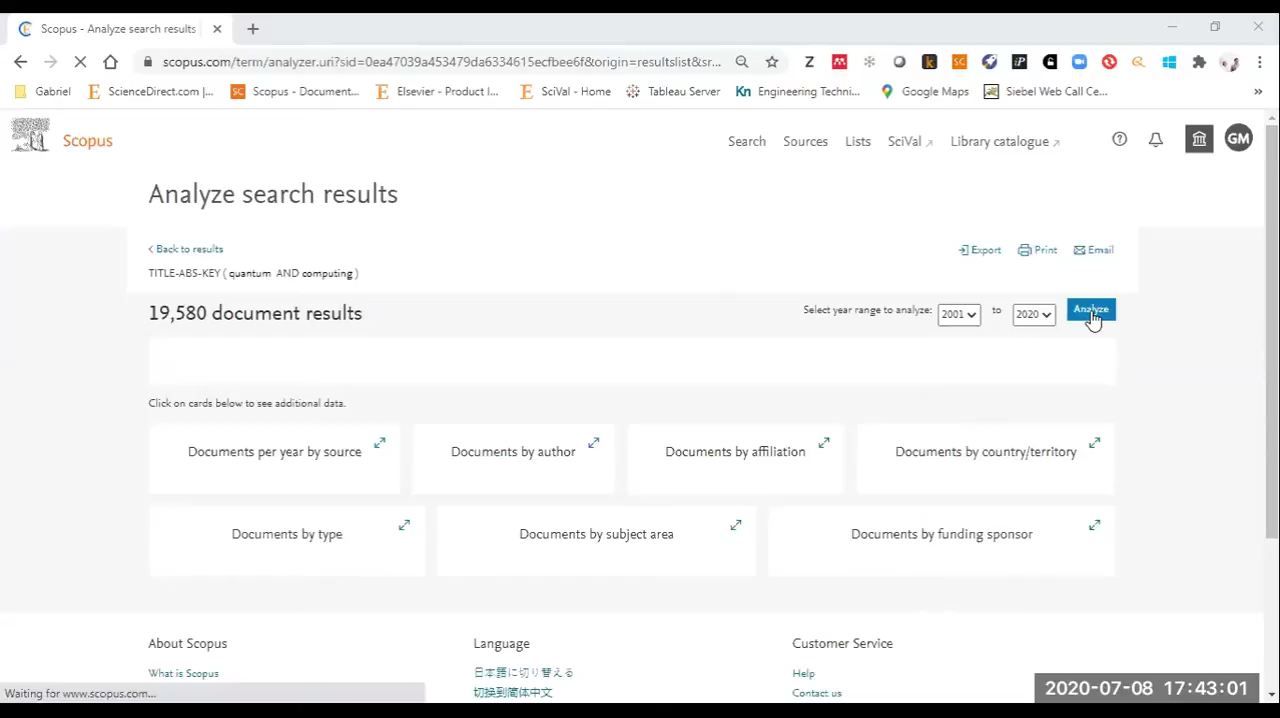 Scopus - Analyze search results
scopus.com/term/analyzer.uri?sid=0ea47039a453479da6334615ecfbee6f&origin=resultslist&sr...
Gabriel
ScienceDirect.com |...
Scopus - Document...
Elsevier - Product I...
SciVal - Home
Tableau Server
Kn Engineering Techni...
Google Maps
Siebel Web Call Ce...
»
Scopus
Search
Sources
Lists
SciVal
Library catalogue
GM
Analyze search results
Back to results
Export
Print
Email
TITLE-ABS-KEY ( quantum AND computing )
19,580 document results
Select year range to analyze: 2001 to 2020
Analyze
Click on cards below to see additional data.
Documents per year by source
Documents by author
Documents by affiliation
Documents by country/territory
Documents by type
Documents by subject area
Documents by funding sponsor
About Scopus
Language
Customer Service
What is Scopus
日本語に切り替える
Help
切换到简体中文
Contact us
Waiting for www.scopus.com...
2020-07-08 17:43:01